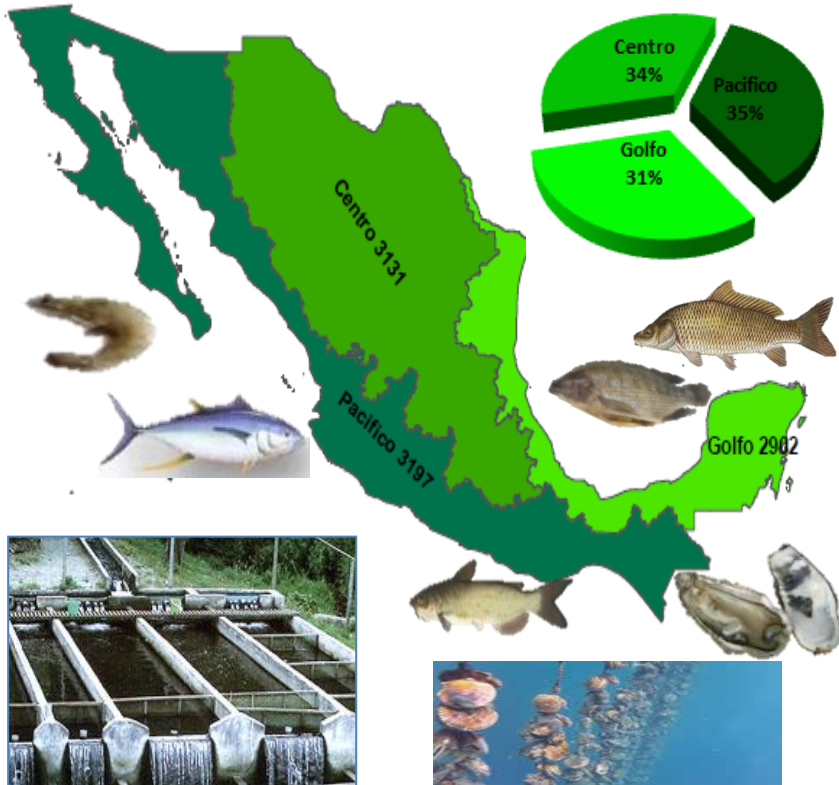 Centro
34%
Pacifico
35%
Golfo
31%
Centro 3131
Pacifico 3197
Golfo 2902